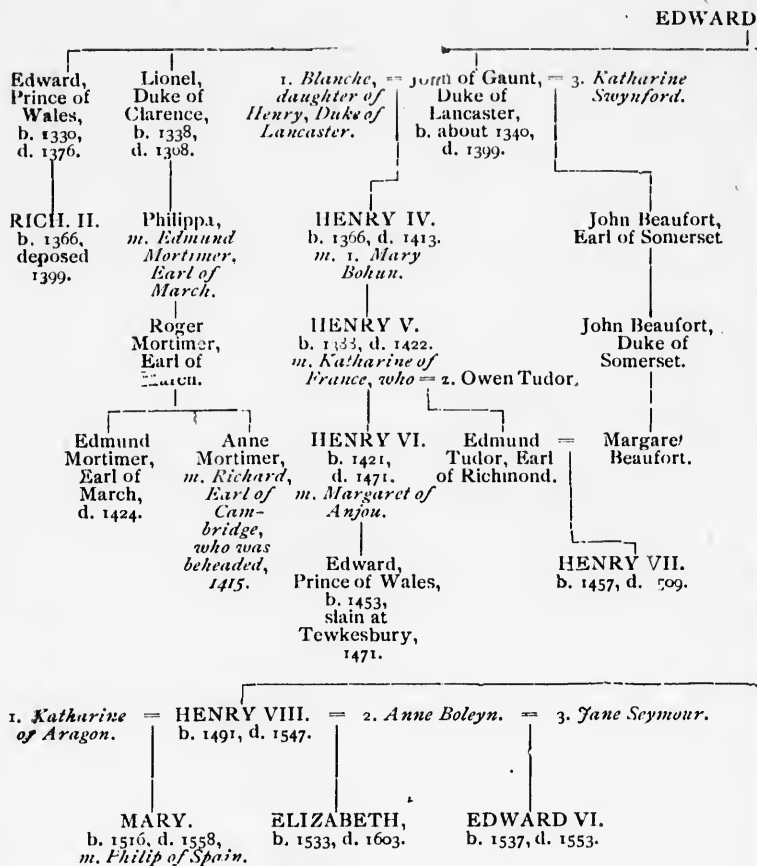 EDWARD
Edward,
Prince of
Wales,
b. 1330,
d. 1376.
Lionel,
Duke of
Clarence,
b. 1338,
d. 1308.
1. Blanche,
daughter of
Henry, Duke of
Lancaster.
=
John of Gaunt,
Duke of
Lancaster,
b. about 1340,
d. 1399.
=
3. Katharine
Swynford.
RICH. II.
b. 1366,
deposed
1399.
Philippa,
m. Edmund
Mortimer,
Earl of
March.
HENRY IV.
b. 1366, d. 1413.
m. 1. Mary
Bohun.
John Beaufort,
Earl of Somerset
Roger
Mortimer,
Earl of
March.
HENRY V.
b. 1388, d. 1422.
m. Katharine of
France, who = 2. Owen Tudor.
John Beaufort,
Duke of
Somerset.
Edmund
Mortimer,
Earl of
March,
d. 1424.
Anne
Mortimer,
m. Richard,
Earl of
Cam-
bridge,
who was
beheaded,
1415.
HENRY VI.
b. 1421,
d. 1471.
m. Margaret of
Anjou.
Edmund
Tudor, Earl
of Richmond.
=
Margaret
Beaufort.
Edward,
Prince of Wales,
b. 1453,
slain at
Tewkesbury,
1471.
HENRY VII.
b. 1457, d. 509.
1. Katharine
of Aragon.
=
HENRY VIII.
b. 1491, d. 1547.
= 2. Anne Boleyn. = 3. Jane Seymour.
MARY.
b. 1516, d. 1558,
m. Philip of Spain.
ELIZABETH,
b. 1533, d. 1603.
EDWARD VI.
b. 1537, d. 1553.